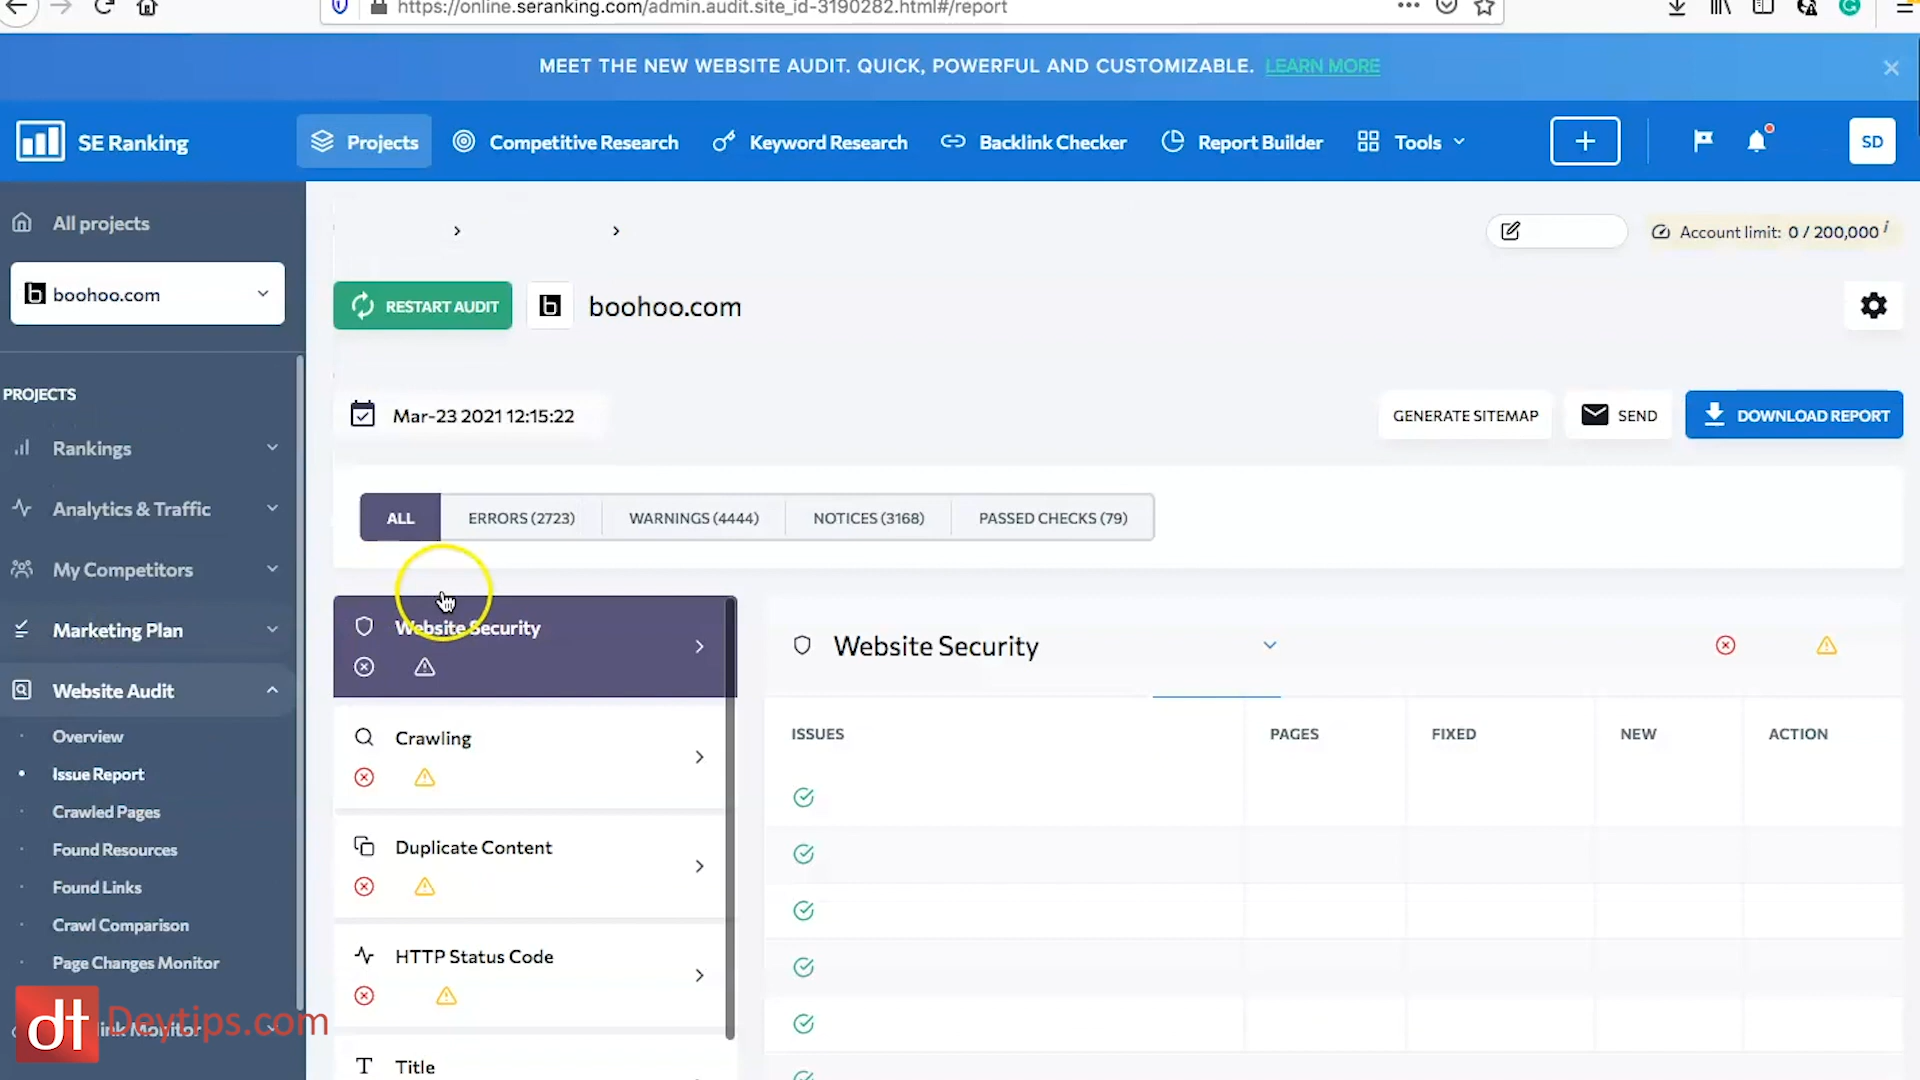 https://online.seranking.com/admin.audit.site_id-3190282.html#/report
MEET THE NEW WEBSITE AUDIT. QUICK, POWERFUL AND CUSTOMIZABLE. LEARN MORE
SE Ranking
Projects
Competitive Research
Keyword Research
Backlink Checker
Report Builder
Tools
SD
All projects
Account limit: 0 / 200,000 i
boohoo.com
RESTART AUDIT
boohoo.com
PROJECTS
Mar-23 2021 12:15:22
GENERATE SITEMAP
SEND
DOWNLOAD REPORT
Rankings
Analytics & Traffic
My Competitors
Marketing Plan
Website Audit
Overview
Issue Report
Crawled Pages
Found Resources
Found Links
Crawl Comparison
Page Changes Monitor
dt Deytips.com
Monitor
ALL
ERRORS (2723)
WARNINGS (4444)
NOTICES (3168)
PASSED CHECKS (79)
Website Security
Crawling
Duplicate Content
HTTP Status Code
Title
Website Security
ISSUES PAGES FIXED NEW ACTION